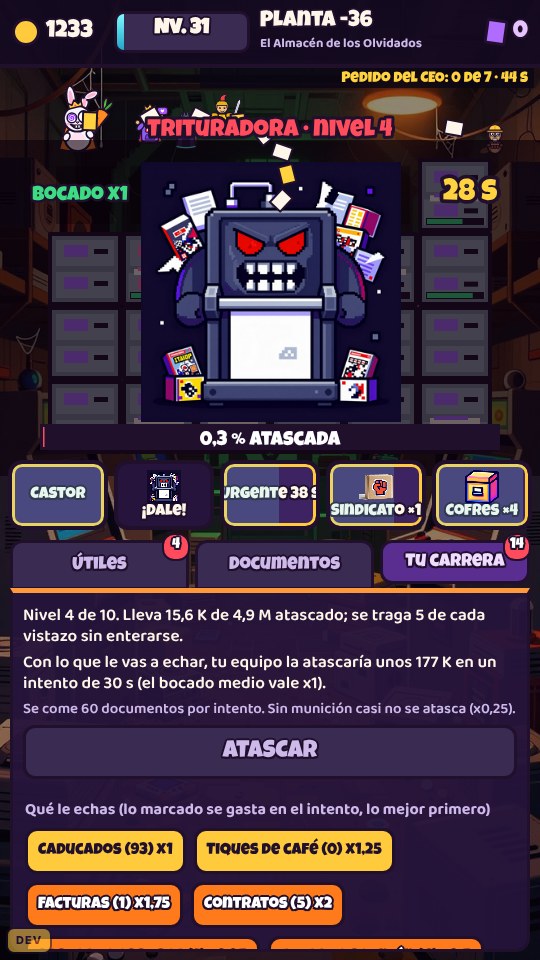 1233
NV. 31
PLANTA -36
El Almacén de los Olvidados
0
PEDIDO DEL CEO: 0 DE 7 · 44 S
TRITURADORA · NIVEL 4
BOCADO X1
28 S
0,3 % ATASCADA
CASTOR
¡DALE!
URGENTE 38 S
SINDICATO ×1
COFRES ×4
ÚTILES
4
DOCUMENTOS
TU CARRERA
14
Nivel 4 de 10. Lleva 15,6 K de 4,9 M atascado; se traga 5 de cada
vistazo sin enterarse.
Con lo que le vas a echar, tu equipo la atascaría unos 177 K en un
intento de 30 s (el bocado medio vale x1).
Se come 60 documentos por intento. Sin munición casi no se atasca (x0,25).
ATASCAR
Qué le echas (lo marcado se gasta en el intento, lo mejor primero)
CADUCADOS (93) X1
TIQUES DE CAFÉ (0) X1,25
FACTURAS (1) X1,75
CONTRATOS (5) X2
DEV